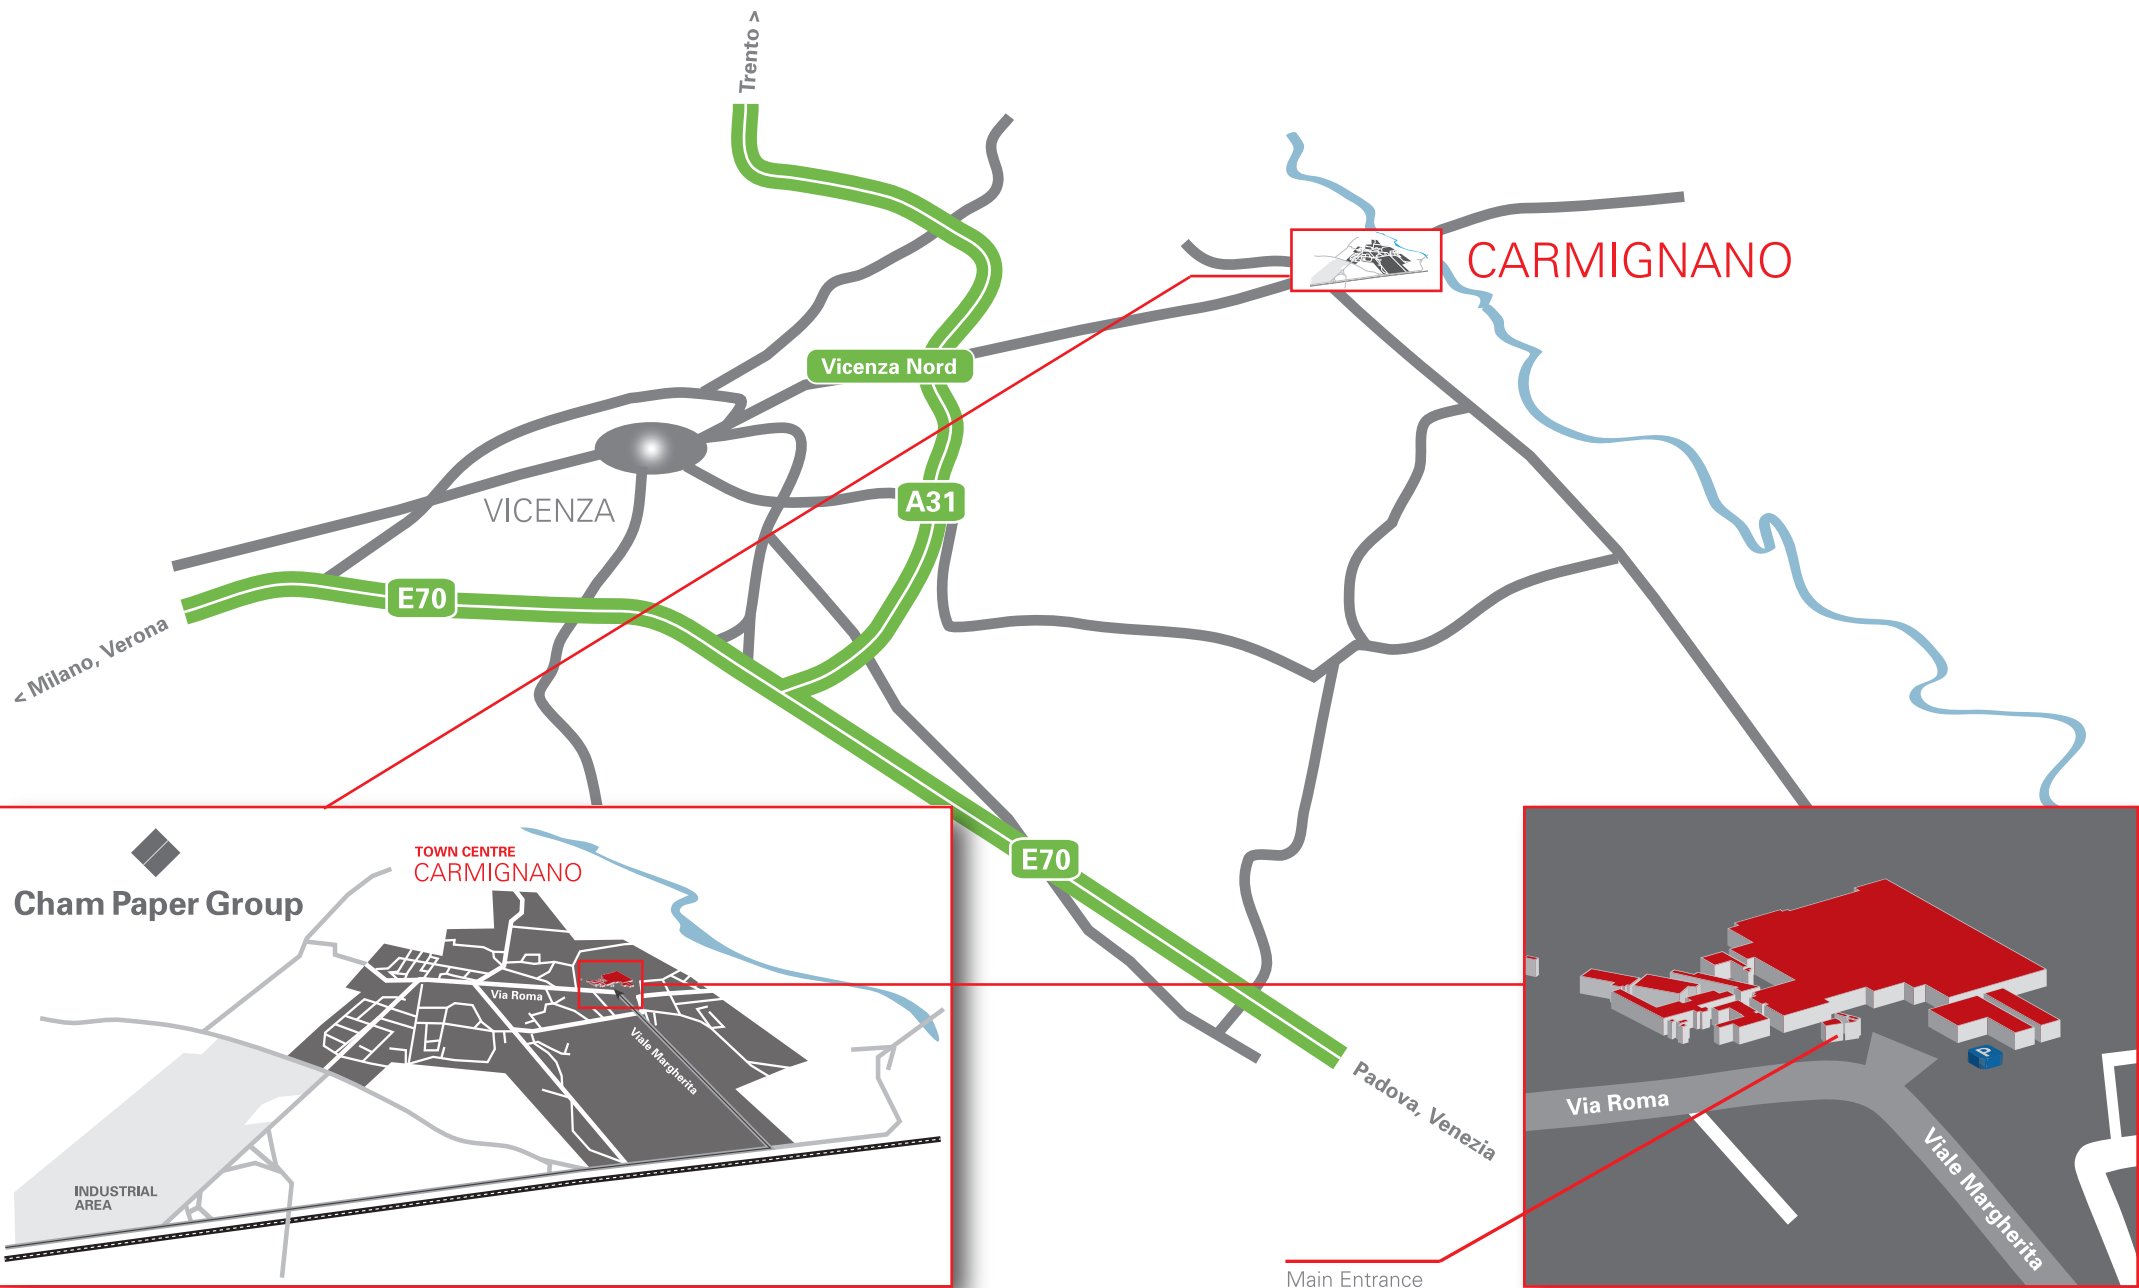 Trento >
CARMIGNANO
Vicenza Nord
VICENZA
A31
E70
< Milano, Verona
E70
Padova, Venezia
Cham Paper Group
TOWN CENTRE
CARMIGNANO
Via Roma
Viale Margherita
INDUSTRIAL
AREA
P
Via Roma
Viale Margherita
Main Entrance